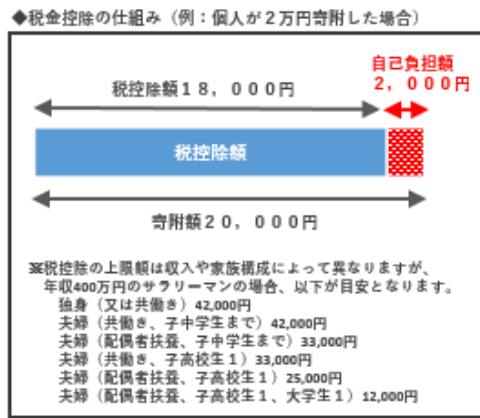 ◆税金控除の仕組み（例：個人が２万円寄附した場合）
自己負担額
２，０００円
税控除額１８，０００円
税控除額
寄附額２０，０００円
※税控除の上限額は収入や家族構成によって異なりますが、
年収400万円のサラリーマンの場合、以下が目安となります。
独身（又は共働き）42,000円
夫婦（共働き、子中学生まで）42,000円
夫婦（配偶者扶養、子中学生まで）33,000円
夫婦（共働き、子高校生１）33,000円
夫婦（配偶者扶養、子高校生１）25,000円
夫婦（配偶者扶養、子高校生１、大学生１）12,000円